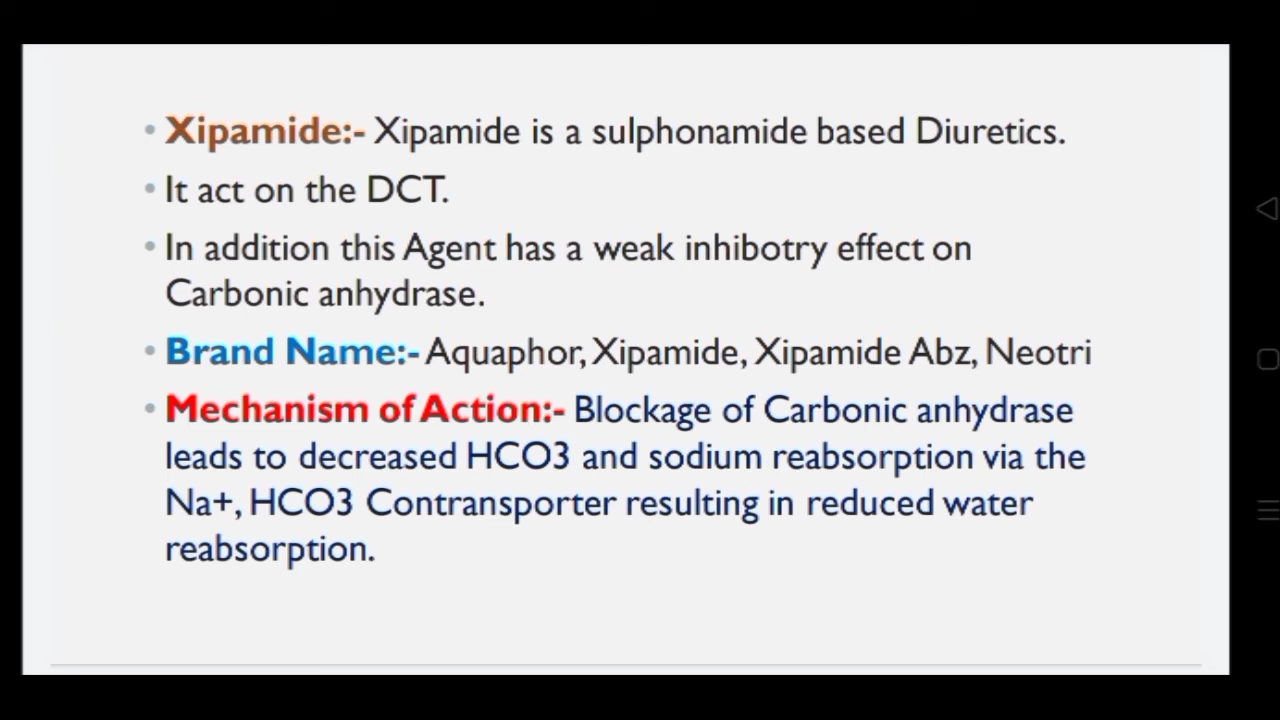 • Xipamide:- Xipamide is a sulphonamide based Diuretics.
• It act on the DCT.
• In addition this Agent has a weak inhibotry effect on
Carbonic anhydrase.
• Brand Name:- Aquaphor, Xipamide, Xipamide Abz, Neotri
• Mechanism of Action:- Blockage of Carbonic anhydrase
leads to decreased HCO3 and sodium reabsorption via the
Na+, HCO3 Contransporter resulting in reduced water
reabsorption.